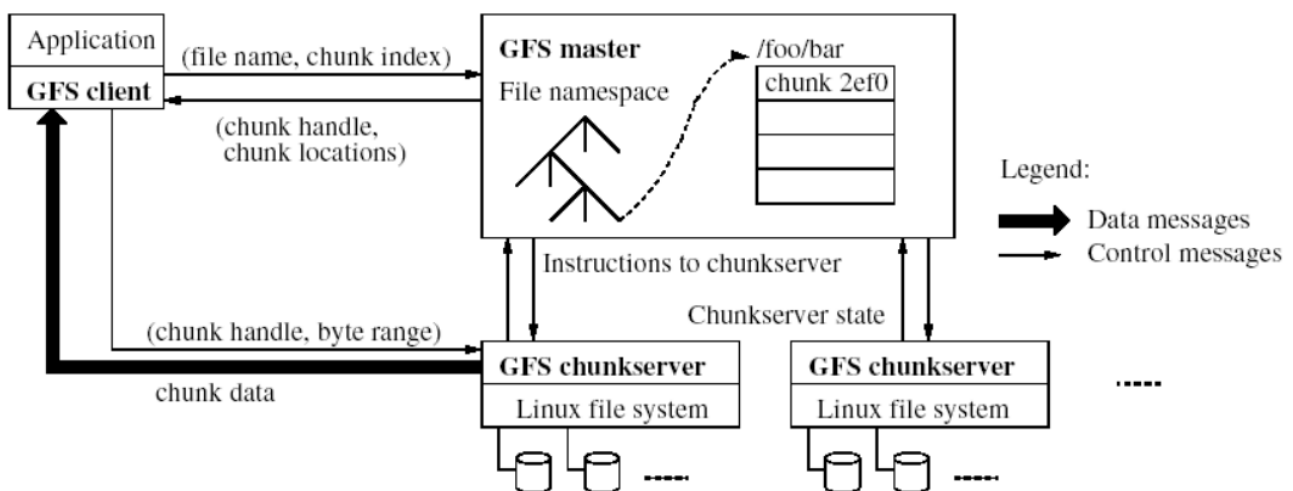 Application
GFS client
(file name, chunk index)
(chunk handle,
chunk locations)
GFS master
File namespace
/foo/bar
chunk 2ef0
Legend:
Data messages
Control messages
Instructions to chunkserver
Chunkserver state
(chunk handle, byte range)
chunk data
GFS chunkserver
Linux file system
GFS chunkserver
Linux file system